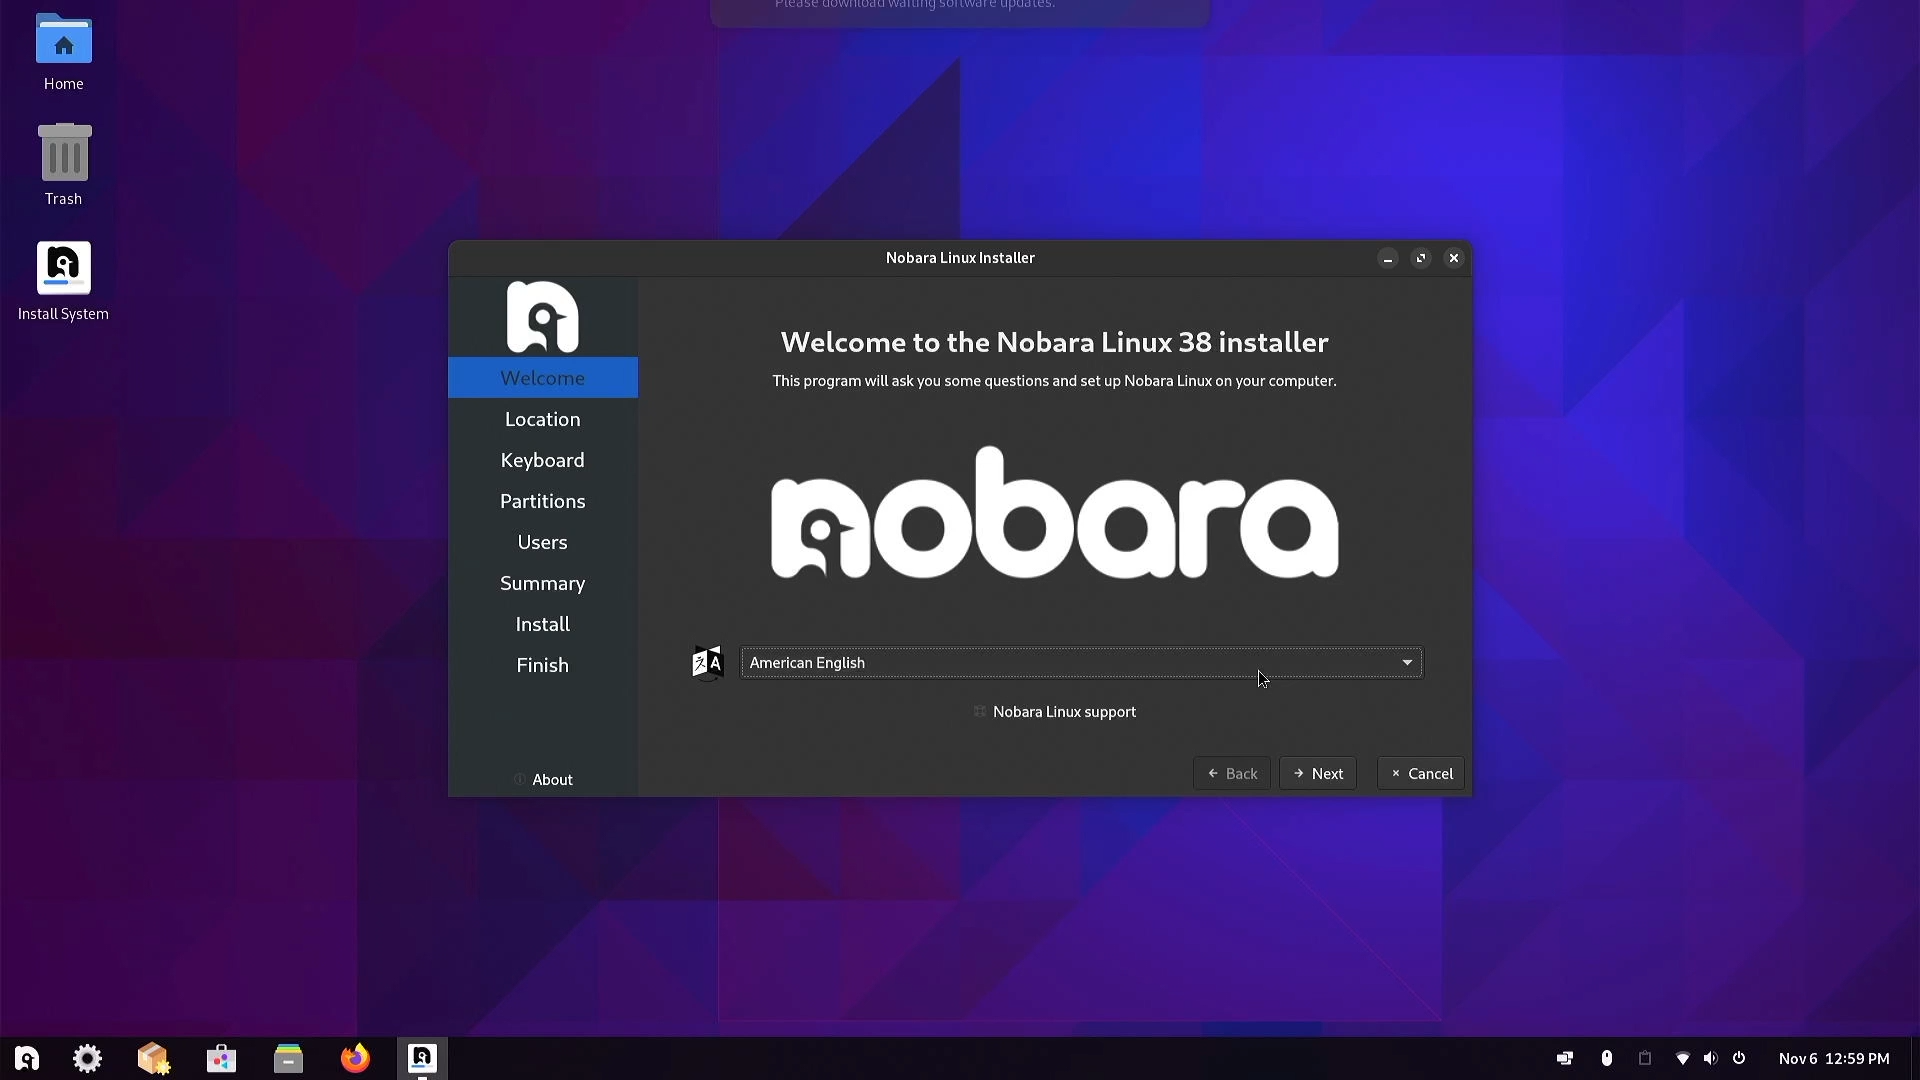 Please download waiting software updates.
Home
Trash
Install System
Nobara Linux Installer
Welcome
Location
Keyboard
Partitions
Users
Summary
Install
Finish
About
Welcome to the Nobara Linux 38 installer
This program will ask you some questions and set up Nobara Linux on your computer.
nobara
American English
Nobara Linux support
Back
Next
Cancel
Nov 6 12:59 PM